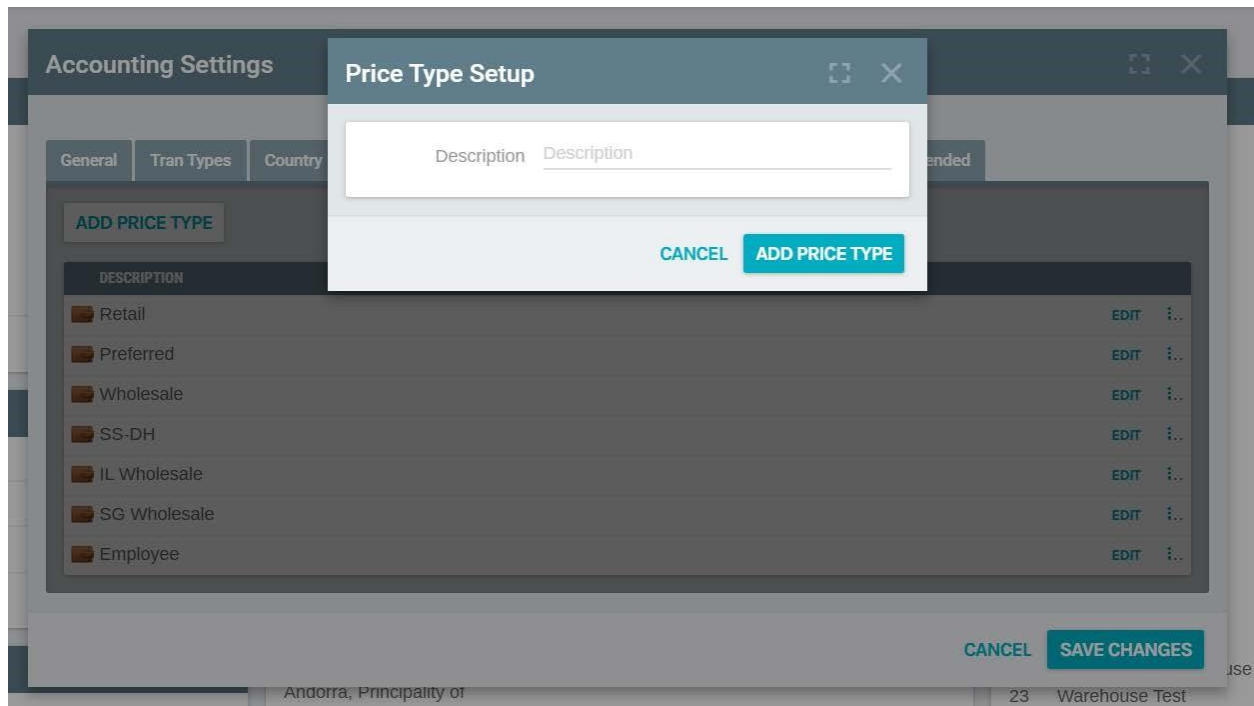 Accounting Settings
Price Type Setup
General Tran Types Country
Description Description
ended
ADD PRICE TYPE
CANCEL ADD PRICE TYPE
DESCRIPTION
Retail EDIT
Preferred EDIT
Wholesale EDIT
SS-DH EDIT
IL Wholesale EDIT
SG Wholesale EDIT
Employee EDIT
CANCEL SAVE CHANGES
use
Andorra, Principality of
23 Warehouse Test